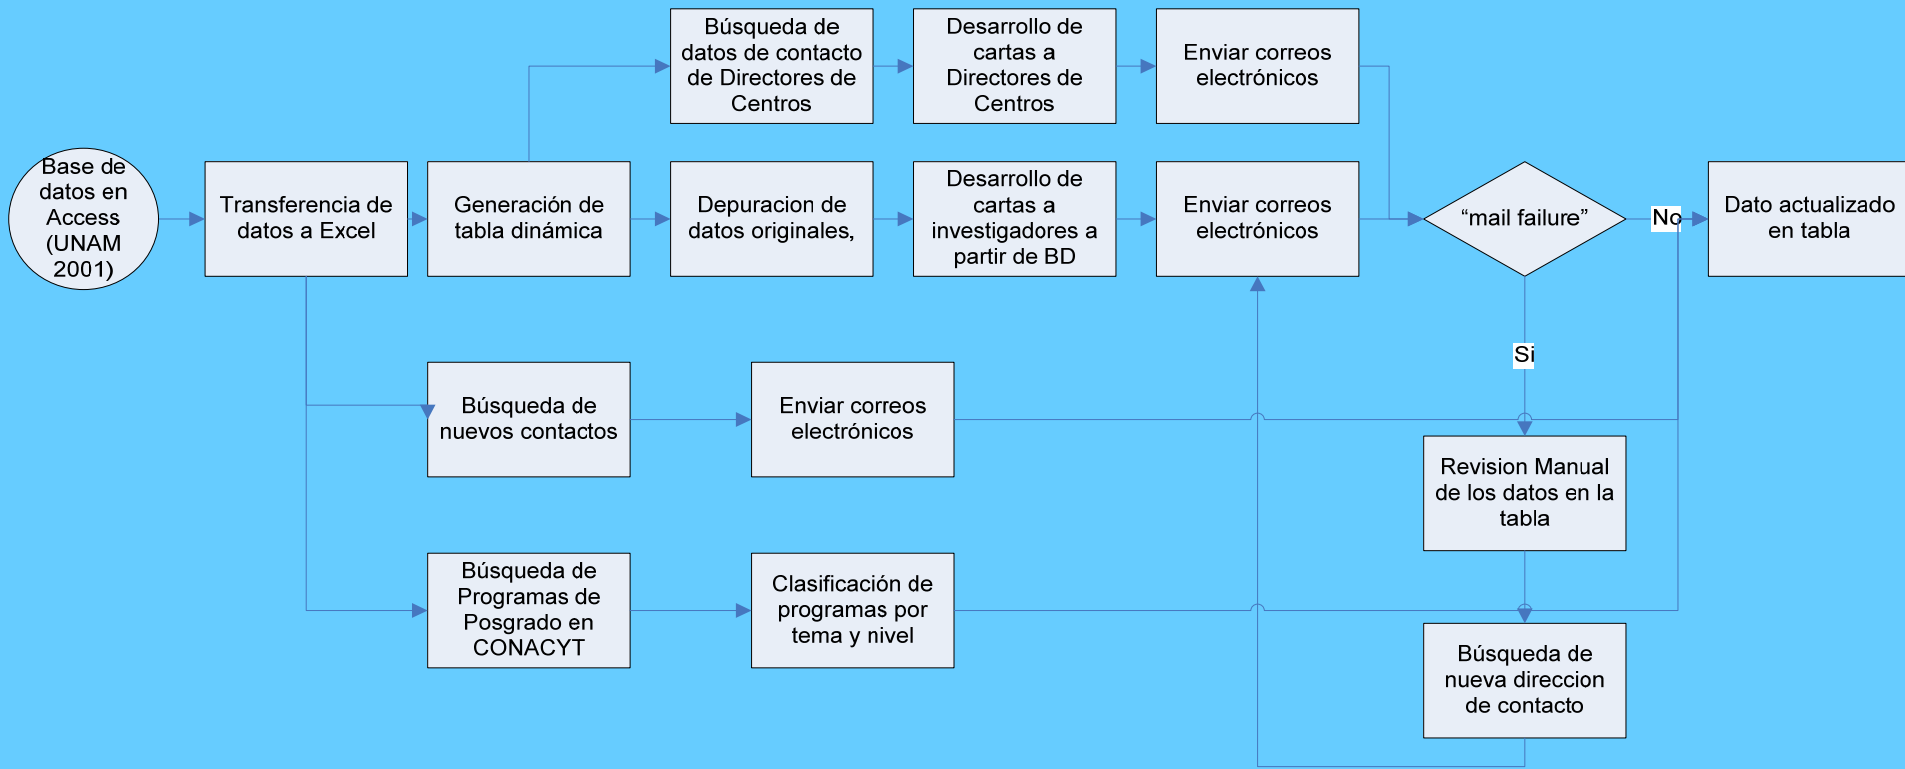 Búsqueda de
datos de contacto
de Directores de
Centros
Desarrollo de
cartas a
Directores de
Centros
Enviar correos
electrónicos
Base de
datos en
Access
(UNAM
2001)
Transferencia de
datos a Excel
Generación de
tabla dinámica
Depuracion de
datos originales,
Desarrollo de
cartas a
investigadores a
partir de BD
Enviar correos
electrónicos
“mail failure”
No
Dato actualizado
en tabla
Si
Búsqueda de
nuevos contactos
Enviar correos
electrónicos
Revision Manual
de los datos en la
tabla
Búsqueda de
Programas de
Posgrado en
CONACYT
Clasificación de
programas por
tema y nivel
Búsqueda de
nueva direccion
de contacto